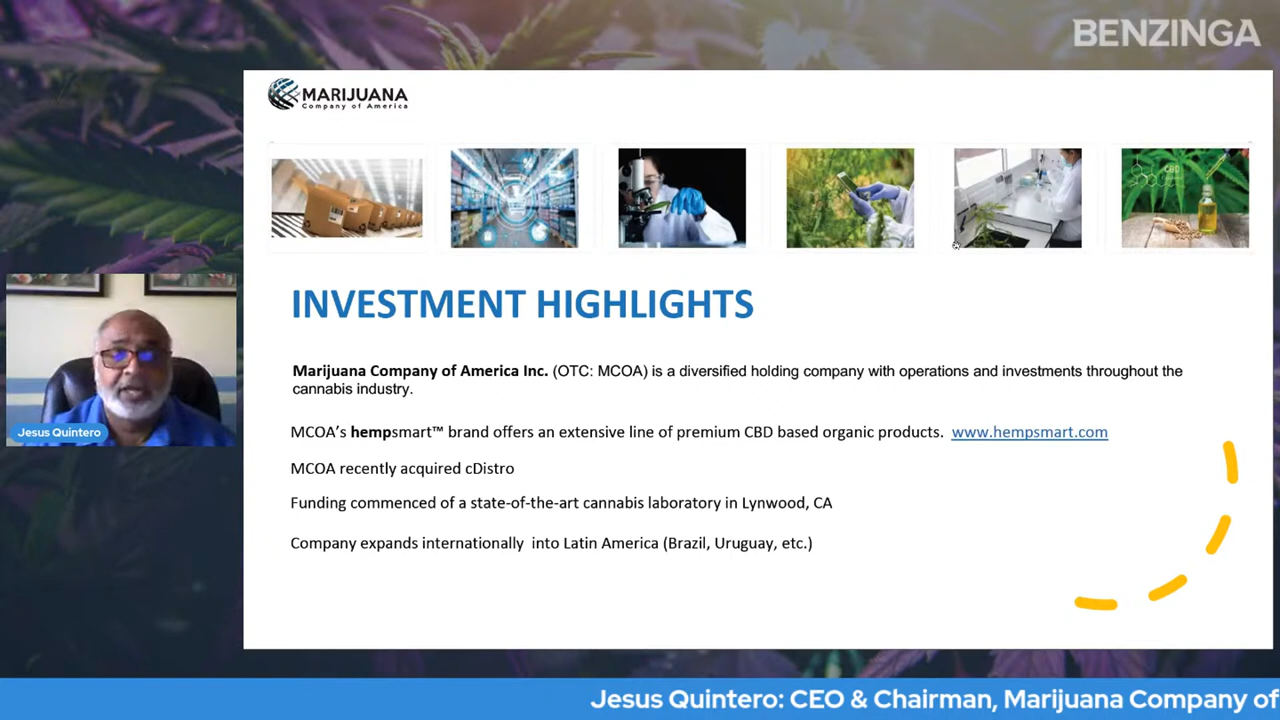 BENZINGA
MARIJUANA
Company of America
CBD
INVESTMENT HIGHLIGHTS
Marijuana Company of America Inc. (OTC: MCOA) is a diversified holding company with operations and investments throughout the
cannabis industry.
MCOA's hempsmart™ brand offers an extensive line of premium CBD based organic products. www.hempsmart.com
MCOA recently acquired cDistro
Funding commenced of a state-of-the-art cannabis laboratory in Lynwood, CA
Company expands internationally into Latin America (Brazil, Uruguay, etc.)
Jesus Quintero
Jesus Quintero: CEO & Chairman, Marijuana Company of